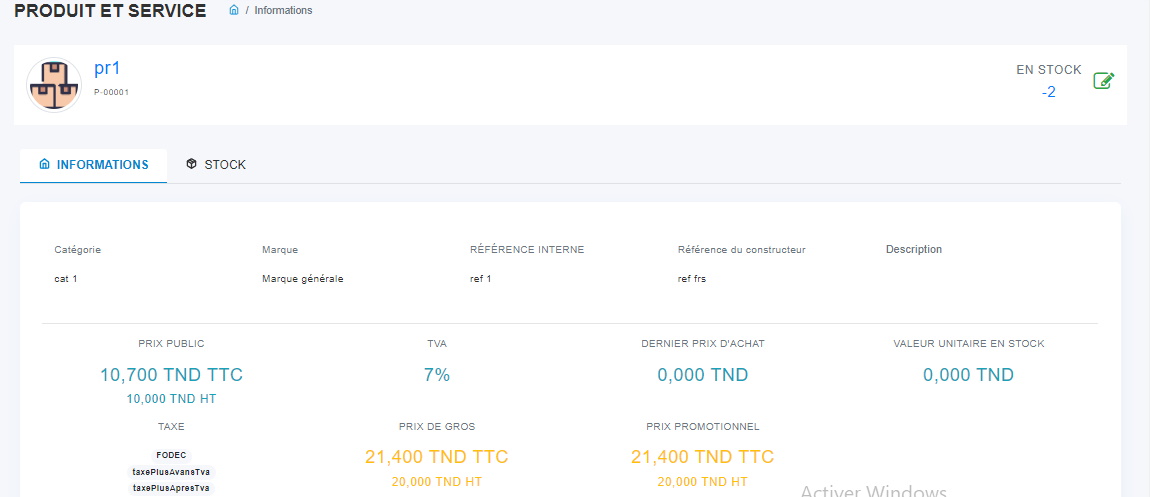 PRODUIT ET SERVICE / Informations
pr1
P-00001
EN STOCK
-2
INFORMATIONS STOCK
Catégorie Marque RÉFÉRENCE INTERNE Référence du constructeur Description
cat 1 Marque générale ref 1 ref frs
PRIX PUBLIC TVA DERNIER PRIX D'ACHAT VALEUR UNITAIRE EN STOCK
10,700 TND TTC 7% 0,000 TND 0,000 TND
10,000 TND HT
TAXE PRIX DE GROS PRIX PROMOTIONNEL
FODEC
21,400 TND TTC 21,400 TND TTC
taxePlusAvansTva
20,000 TND HT 20,000 TND HT
taxePlusApresTva
Activer Windows